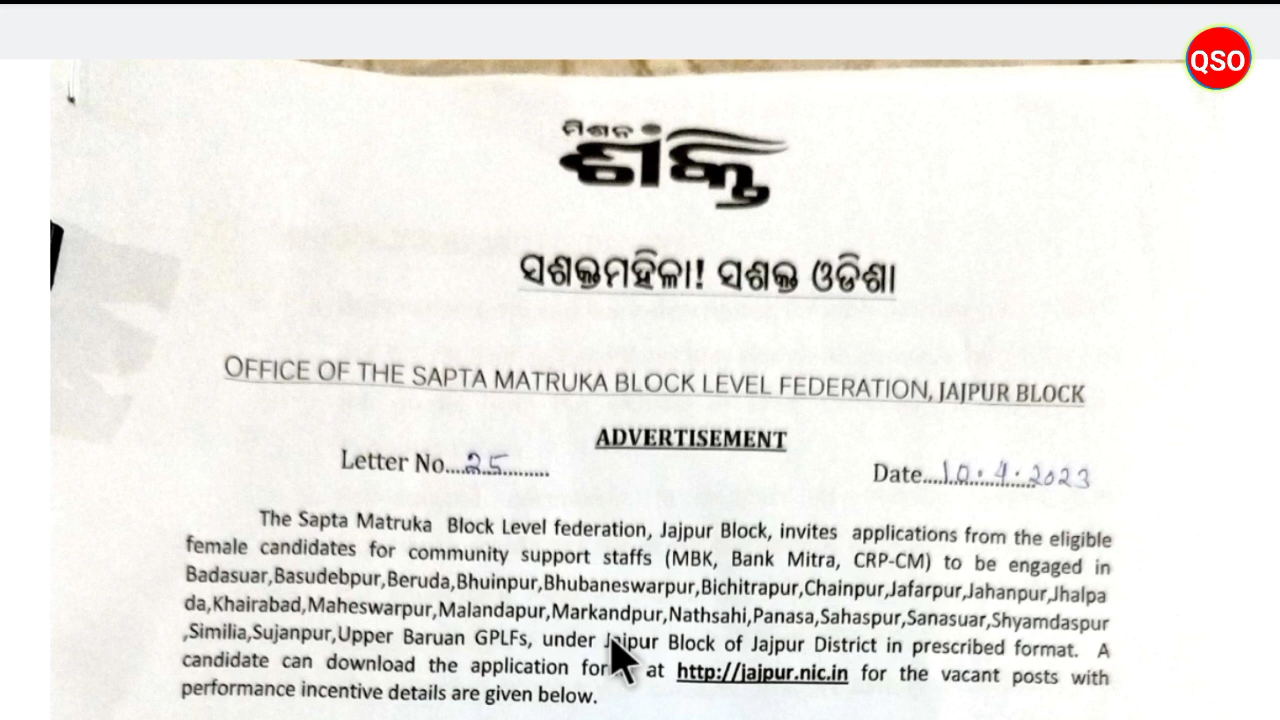 QSO
ମିଶନ
ଶକ୍ତି
ସଶକ୍ତମହିଳା! ସଶକ୍ତ ଓଡିଶା
OFFICE OF THE SAPTA MATRUKA BLOCK LEVEL FEDERATION, JAJPUR BLOCK
ADVERTISEMENT
Letter No....25.........
Date....10.4.2023
The Sapta Matruka Block Level federation, Jajpur Block, invites applications from the eligible
female candidates for community support staffs (MBK, Bank Mitra, CRP-CM) to be engaged in
Badasuar,Basudebpur,Beruda,Bhuinpur,Bhubaneswarpur,Bichitrapur,Chainpur,Jafarpur,Jahanpur,Jhalpa
da,Khairabad,Maheswarpur,Malandapur,Markandpur,Nathsahi,Panasa,Sahaspur,Sanasuar,Shyamdaspur
,Similia,Sujanpur,Upper Baruan GPLFs, under Jajpur Block of Jajpur District in prescribed format. A
candidate can download the application for at http://jajpur.nic.in for the vacant posts with
performance incentive details are given below.